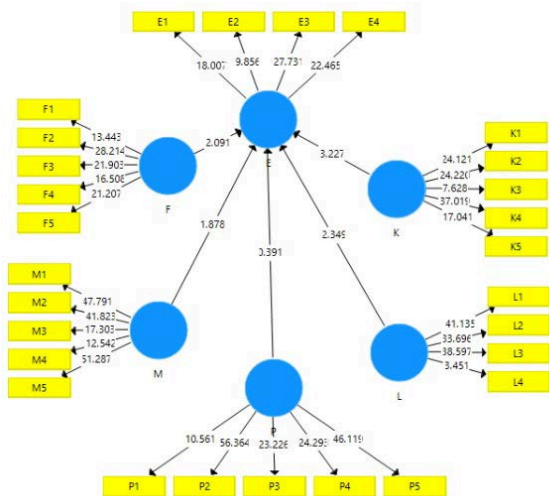 E1 E2 E3 E4
18.007 9.856 27.731 22.465
E
F1
F2
F3
F4
F5
13.443
28.214
21.903
16.508
21.207
F
2.091
K1
K2
K3
K4
K5
24.121
24.220
7.628
37.019
17.041
K
3.227
1.878
0.391
2.349
M1
M2
M3
M4
M5
47.791
41.823
17.303
12.542
51.287
M
L1
L2
L3
L4
41.135
33.696
38.597
3.451
L
P
10.561 56.364 23.226 24.293 46.119
P1 P2 P3 P4 P5